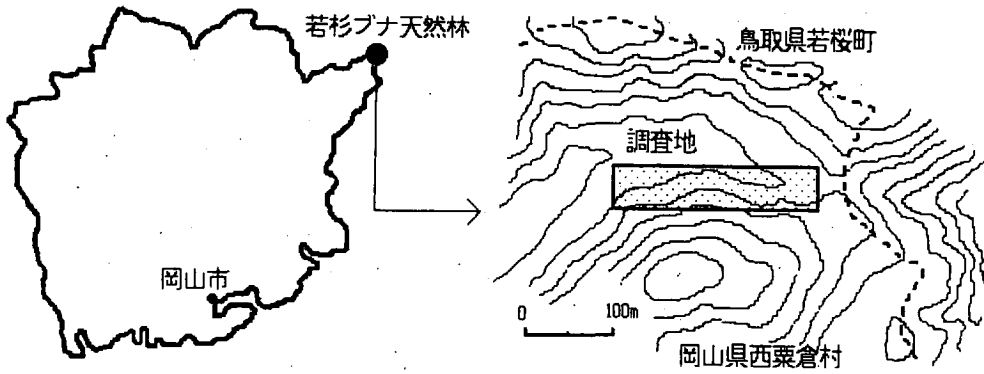 若杉ブナ天然林
岡山市
鳥取県若桜町
調査地
0 100m
岡山県西粟倉村